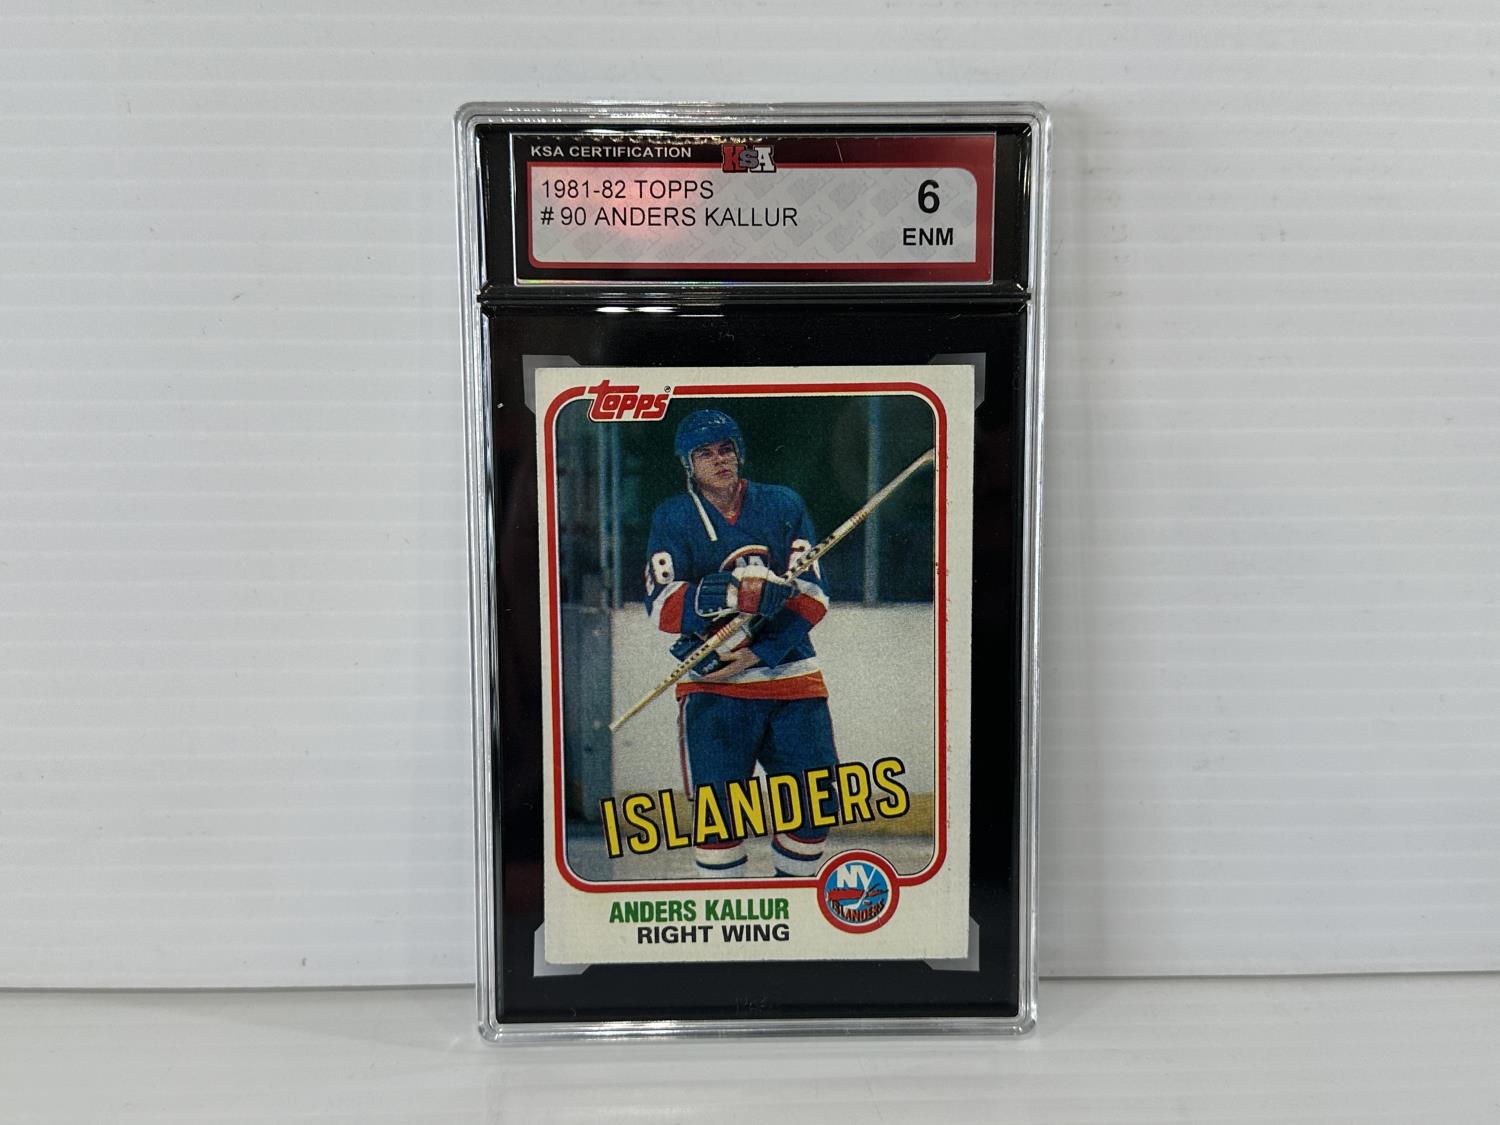 KSA CERTIFICATION
KSA
1981-82 TOPPS
# 90 ANDERS KALLUR
6
ENM
topps
28
ISLANDERS
NY
ISLANDERS
ANDERS KALLUR
RIGHT WING